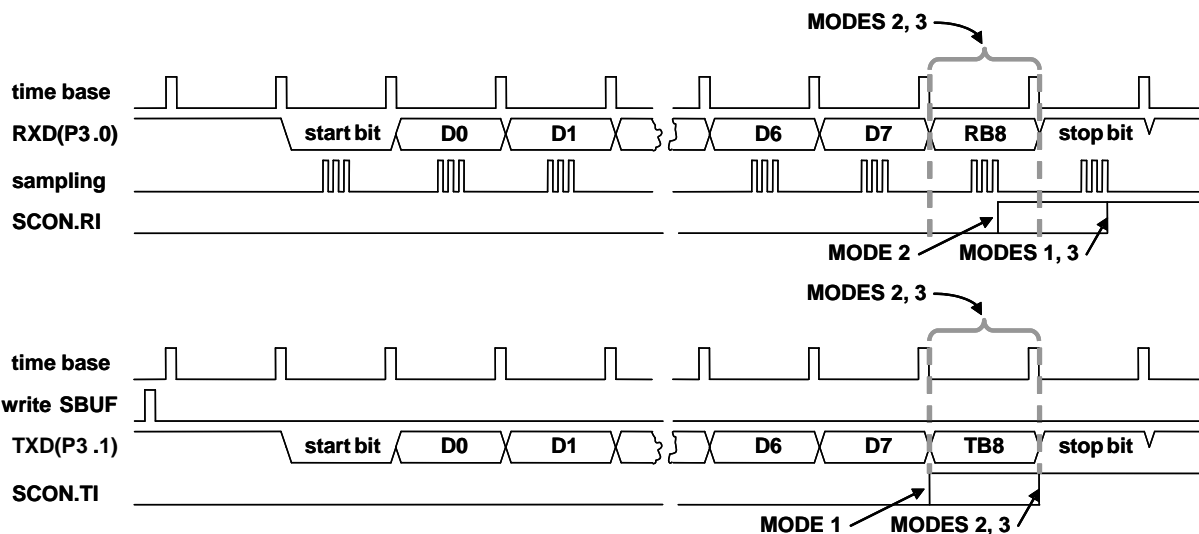 MODES 2, 3
time base
RXD(P3.0) start bit D0 D1 D6 D7 RB8 stop bit
sampling
SCON.RI
MODE 2 MODES 1, 3
MODES 2, 3
time base
write SBUF
TXD(P3 .1) start bit D0 D1 D6 D7 TB8 stop bit
SCON.TI
MODE 1 MODES 2, 3